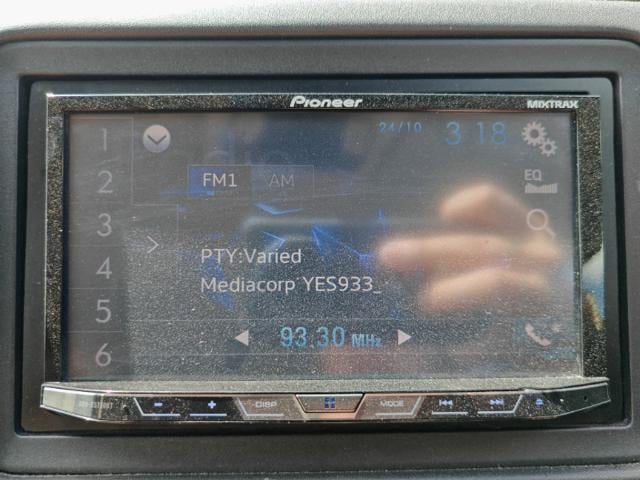 Pioneer
MIXTRAX
24/10 3 18
1
2
3
4
5
6
FM1 AM
EQ
PTY:Varied
Mediacorp YES933_
93.30 MHz
- + DISP MODE